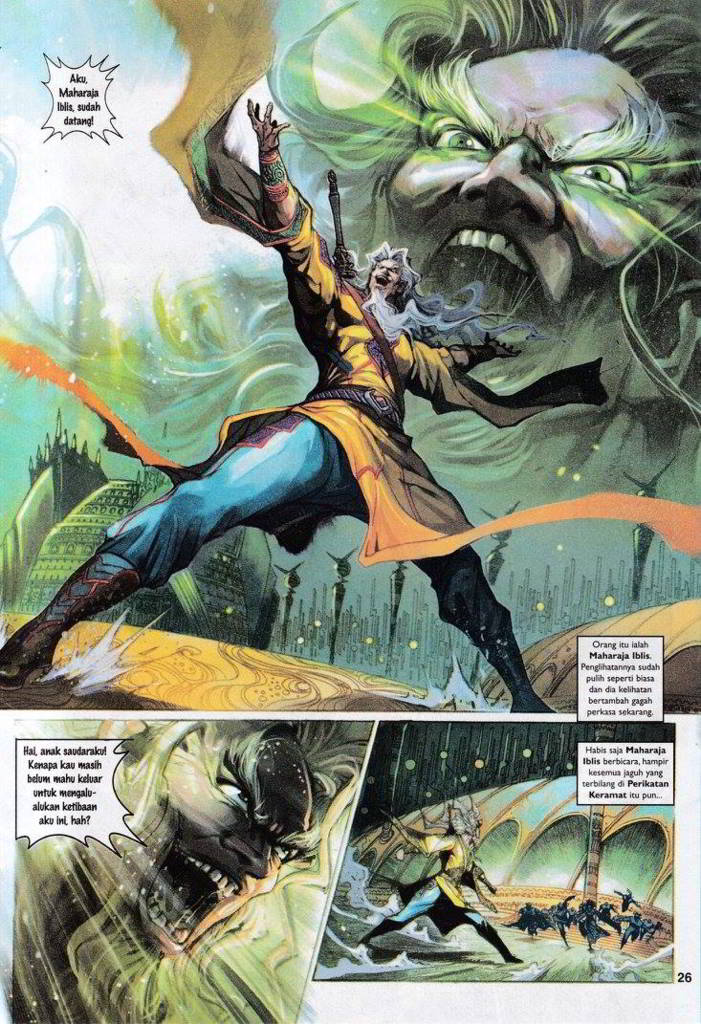 Aku,
Maharaja
Iblis, sudah
datang!
Orang itu ialah
Maharaja Iblis.
Penglihatannya sudah
pulih seperti biasa
dan dia kelihatan
bertambah gagah
perkasa sekarang.
Hai, anak saudaraku!
Kenapa kau masih
belum mahu keluar
untuk mengalu-
alukan ketibaan
aku ini, hah?
Habis saja Maharaja
Iblis berbicara, hampir
kesemua jaguh yang
terbilang di Perikatan
Keramat itu pun...
26